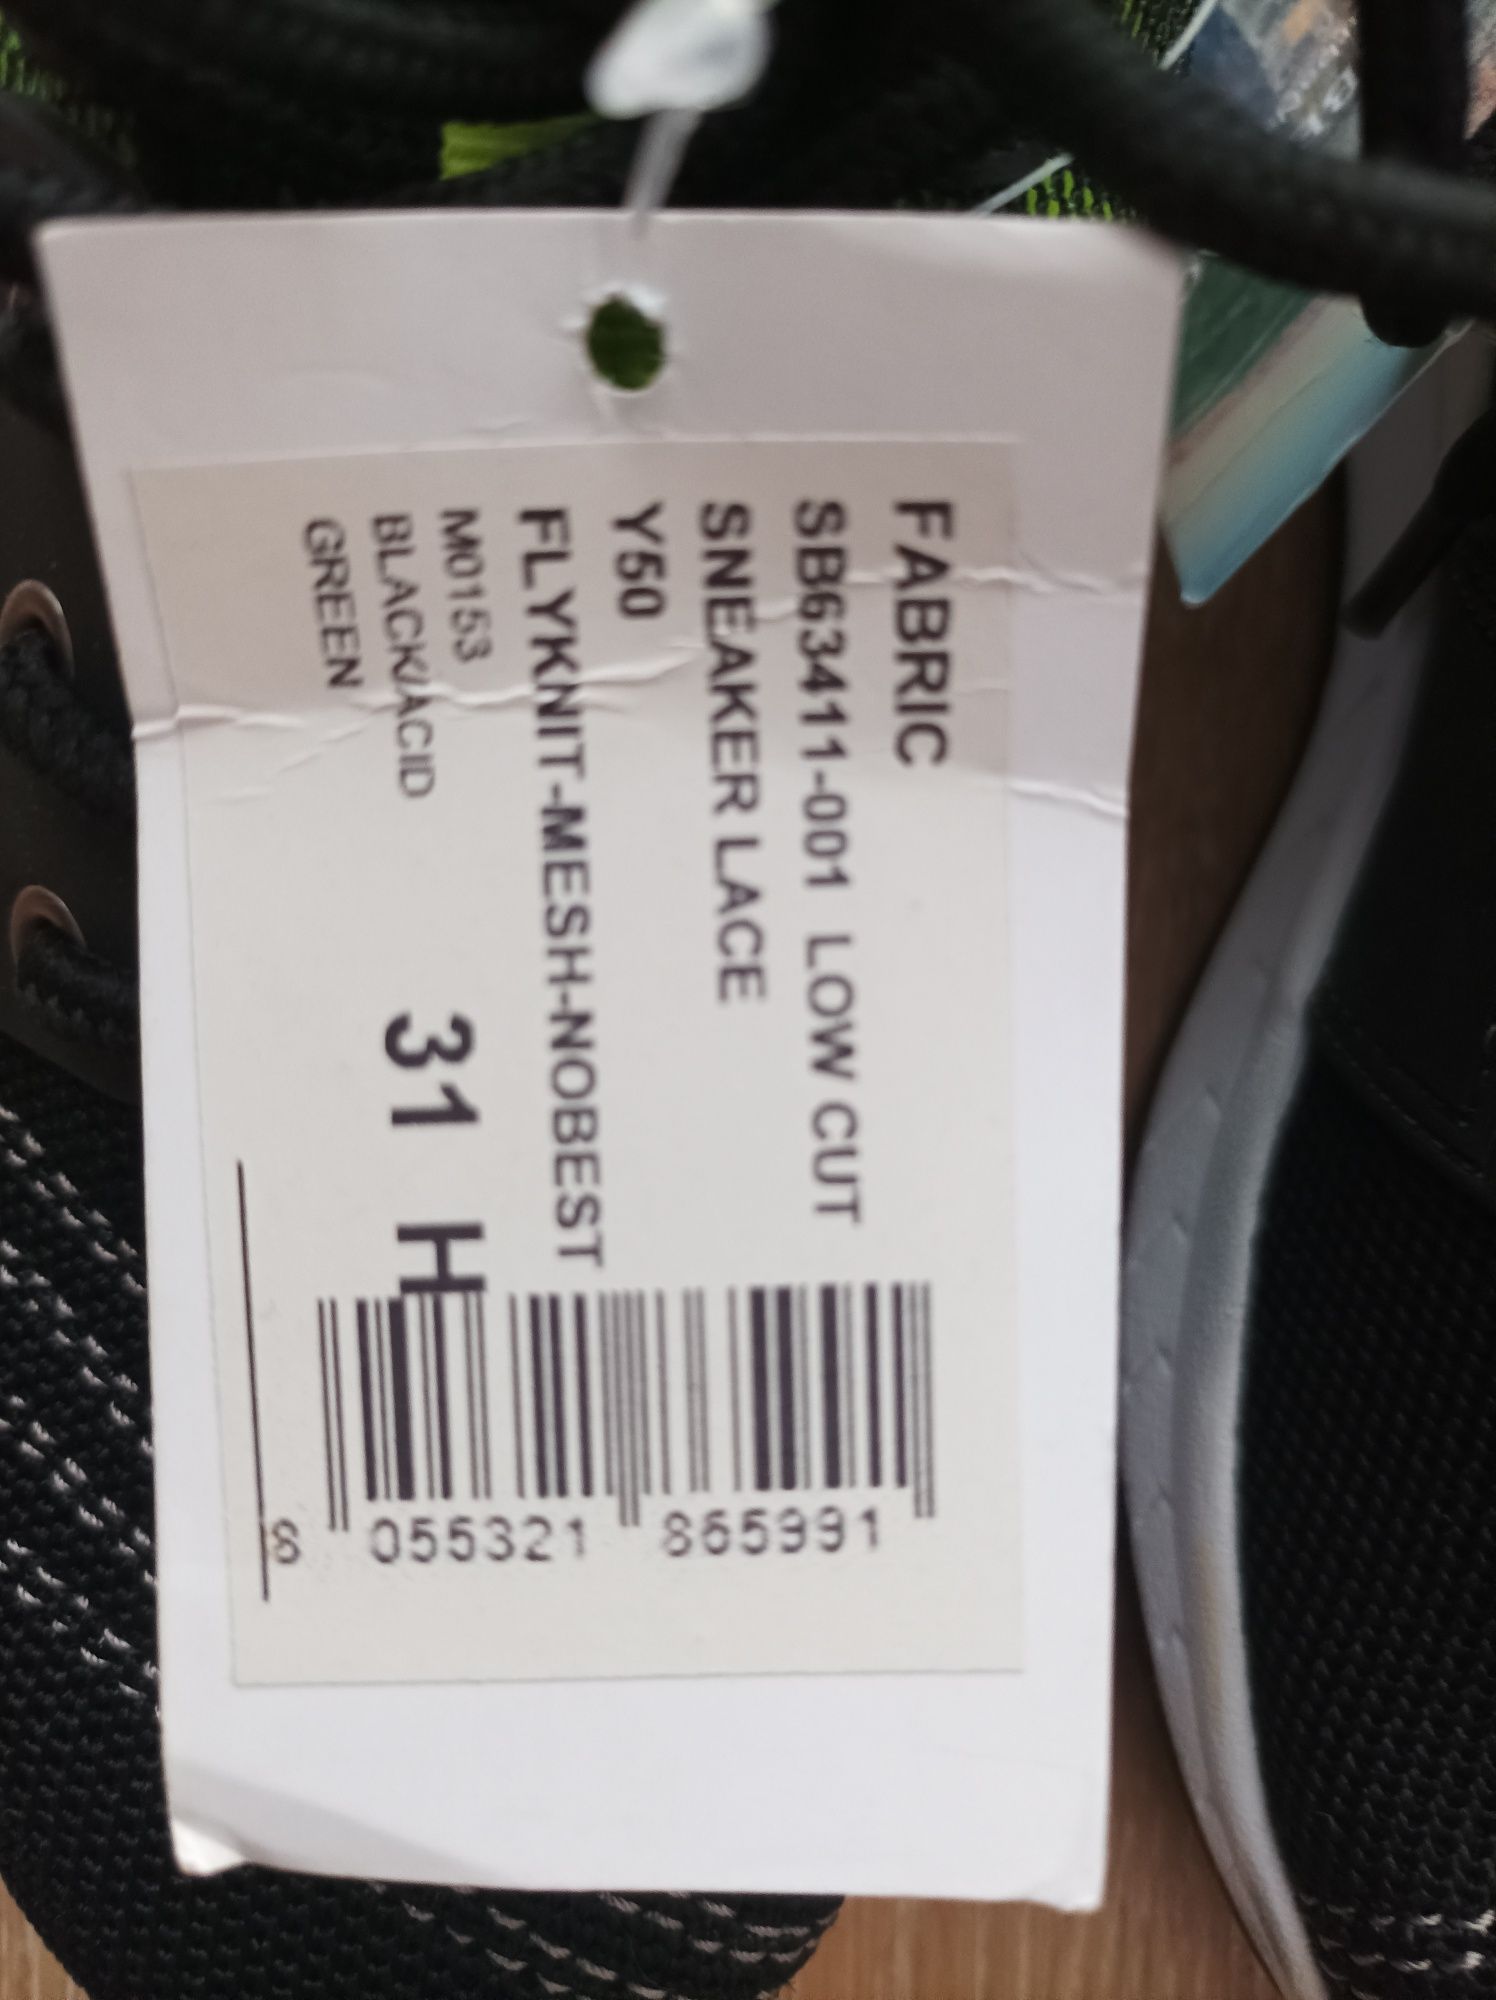 FABRIC
SB63411-001 LOW CUT
SNEAKER LACE
Y50
FLYKNIT-MESH-NOBEST
M0153
BLACK/ACID
GREEN
31 H
8 055321 865991